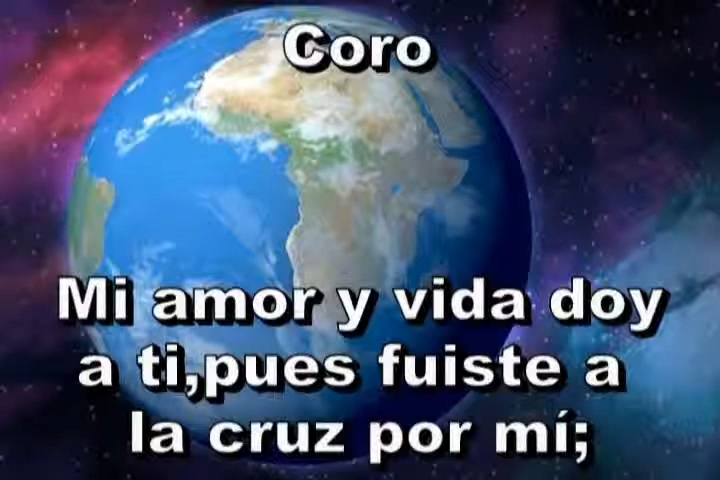 Coro
Mi amor y vida doy
a ti,pues fuiste a
la cruz por mí;